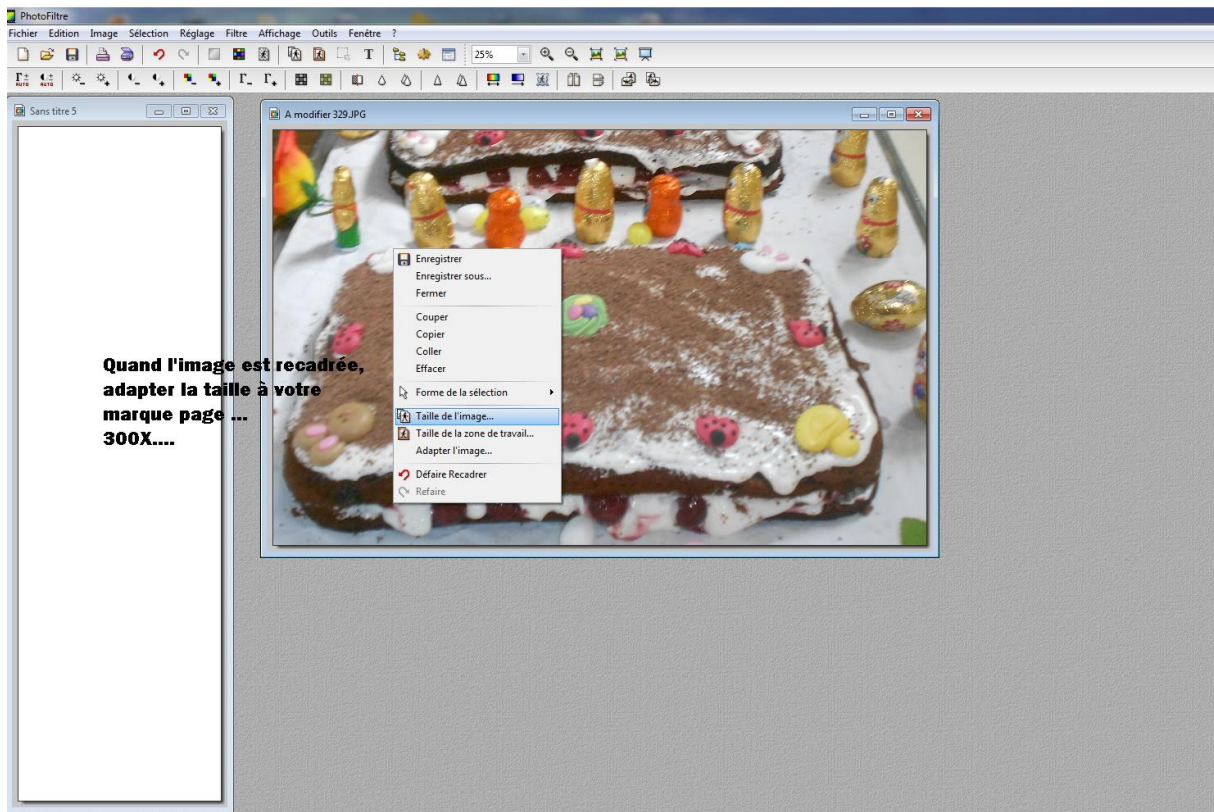 PhotoFiltre
Fichier Edition Image Sélection Réglage Filtre Affichage Outils Fenêtre ?
T 25%
AUTO AUTO
Sans titre 5
A modifier 329.JPG
Enregistrer
Enregistrer sous...
Fermer
Couper
Copier
Coller
Effacer
Forme de la sélection
Taille de l'image...
Taille de la zone de travail...
Adapter l'image...
Défaire Recadrer
Refaire
Quand l'image est recadrée,
adapter la taille à votre
marque page ...
300X....